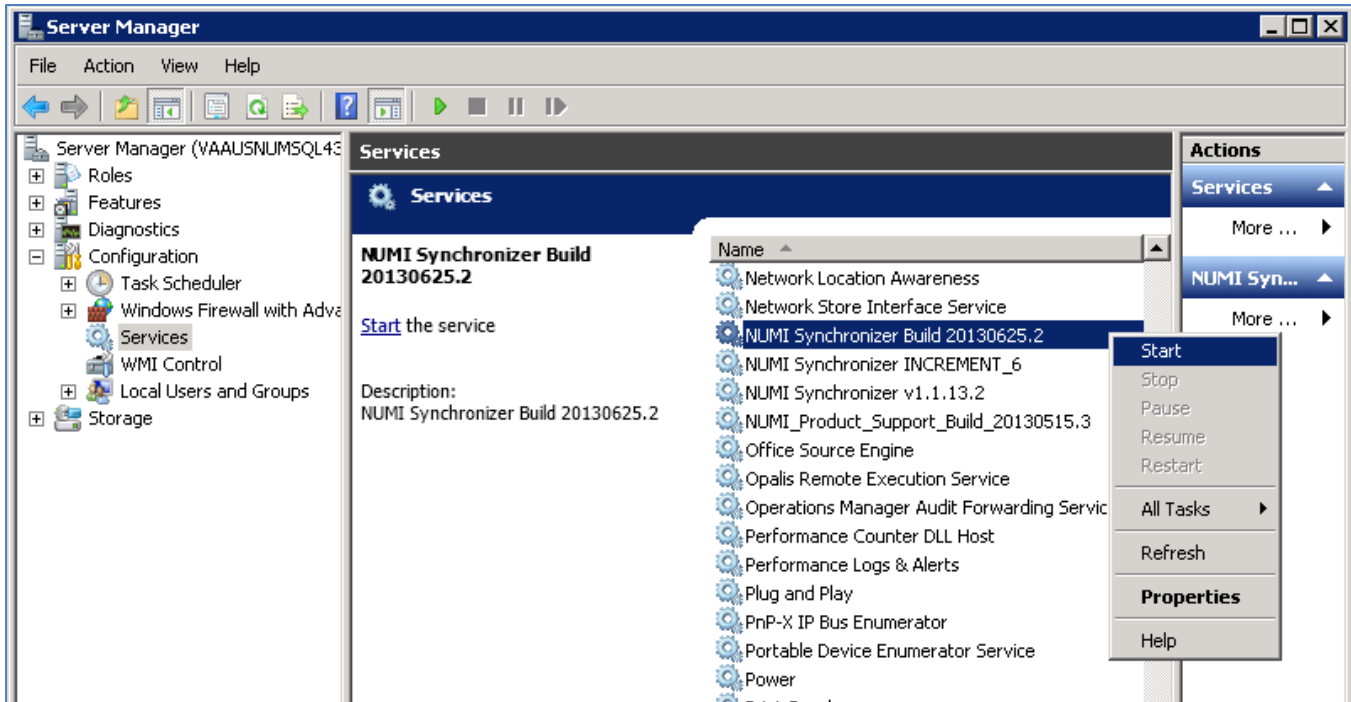 Server Manager
File Action View Help
Server Manager (VAAUSNUMSQL43
Roles
Features
Diagnostics
Configuration
Task Scheduler
Windows Firewall with Adva
Services
WMI Control
Local Users and Groups
Storage
Services
Services
NUMI Synchronizer Build
20130625.2
Start the service
Description:
NUMI Synchronizer Build 20130625.2
Name
Network Location Awareness
Network Store Interface Service
NUMI Synchronizer Build 20130625.2
NUMI Synchronizer INCREMENT_6
NUMI Synchronizer v1.1.13.2
NUMI_Product_Support_Build_20130515.3
Office Source Engine
Opalis Remote Execution Service
Operations Manager Audit Forwarding Servic
Performance Counter DLL Host
Performance Logs & Alerts
Plug and Play
PnP-X IP Bus Enumerator
Portable Device Enumerator Service
Power
Start
Stop
Pause
Resume
Restart
All Tasks
Refresh
Properties
Help
Actions
Services
More ...
NUMI Syn...
More ...